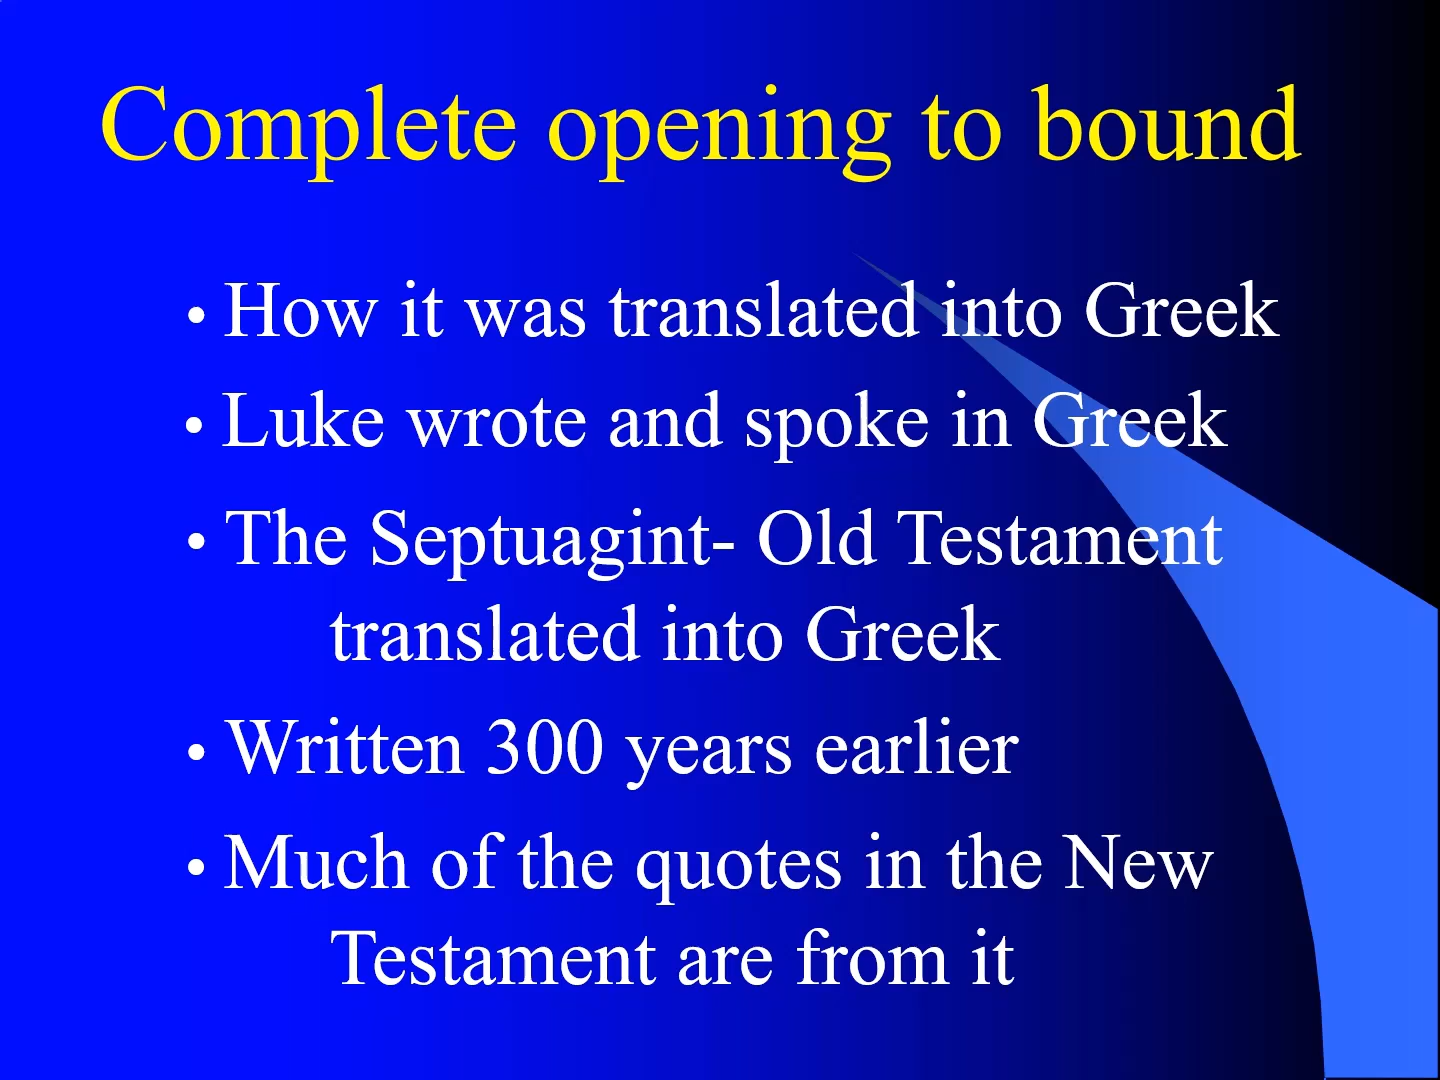 Complete opening to bound
• How it was translated into Greek
• Luke wrote and spoke in Greek
• The Septuagint- Old Testament
translated into Greek
• Written 300 years earlier
• Much of the quotes in the New
Testament are from it